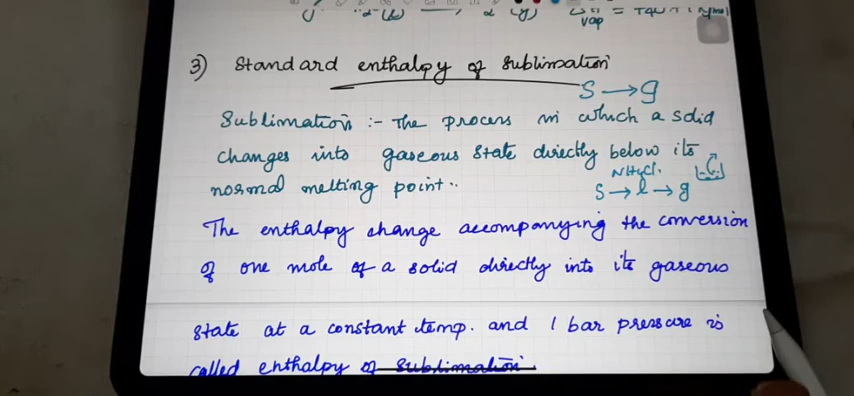 vap
3) Standard enthalpy of Sublimation
S → g
Sublimation :- The process in which a solid
changes into gaseous state directly below its
NH4Cl.
normal melting point..
S → l → g
The enthalpy change accompanying the conversion
of one mole of a solid directly into its gaseous
state at a constant temp. and 1 bar pressure is
called enthalpy of sublimation.